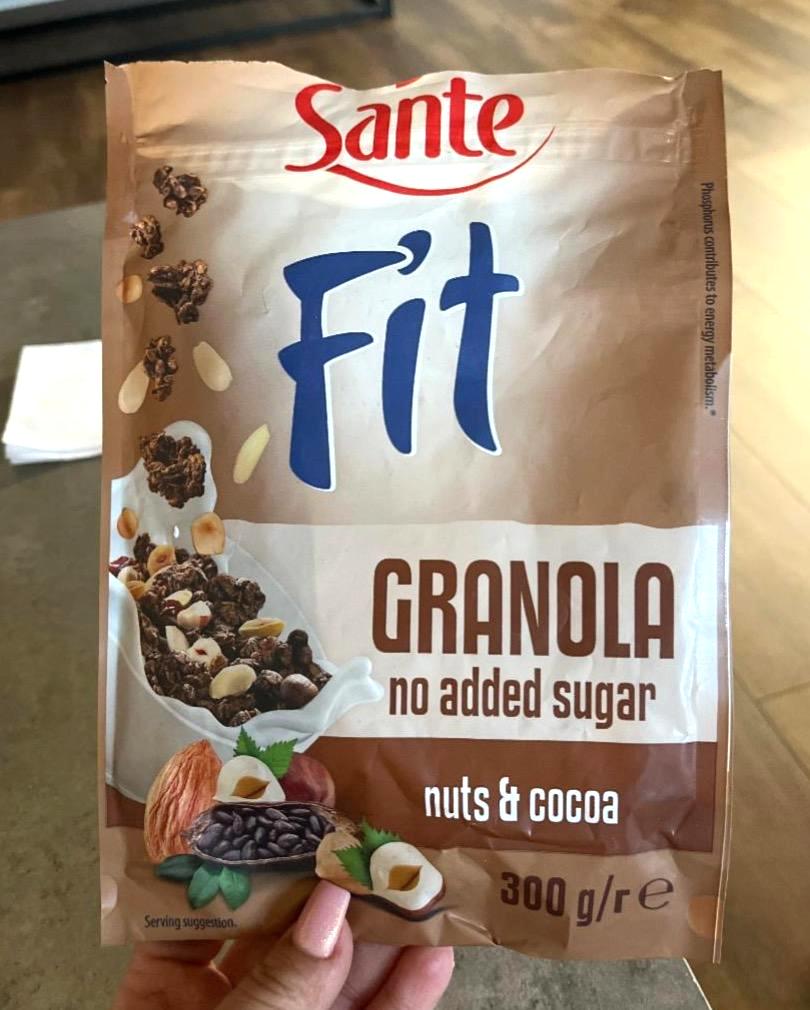 Sante
Fit
GRANOLA
no added sugar
nuts & cocoa
300 g/r e
Serving suggestion.
Phosphorus contributes to energy metabolism.*